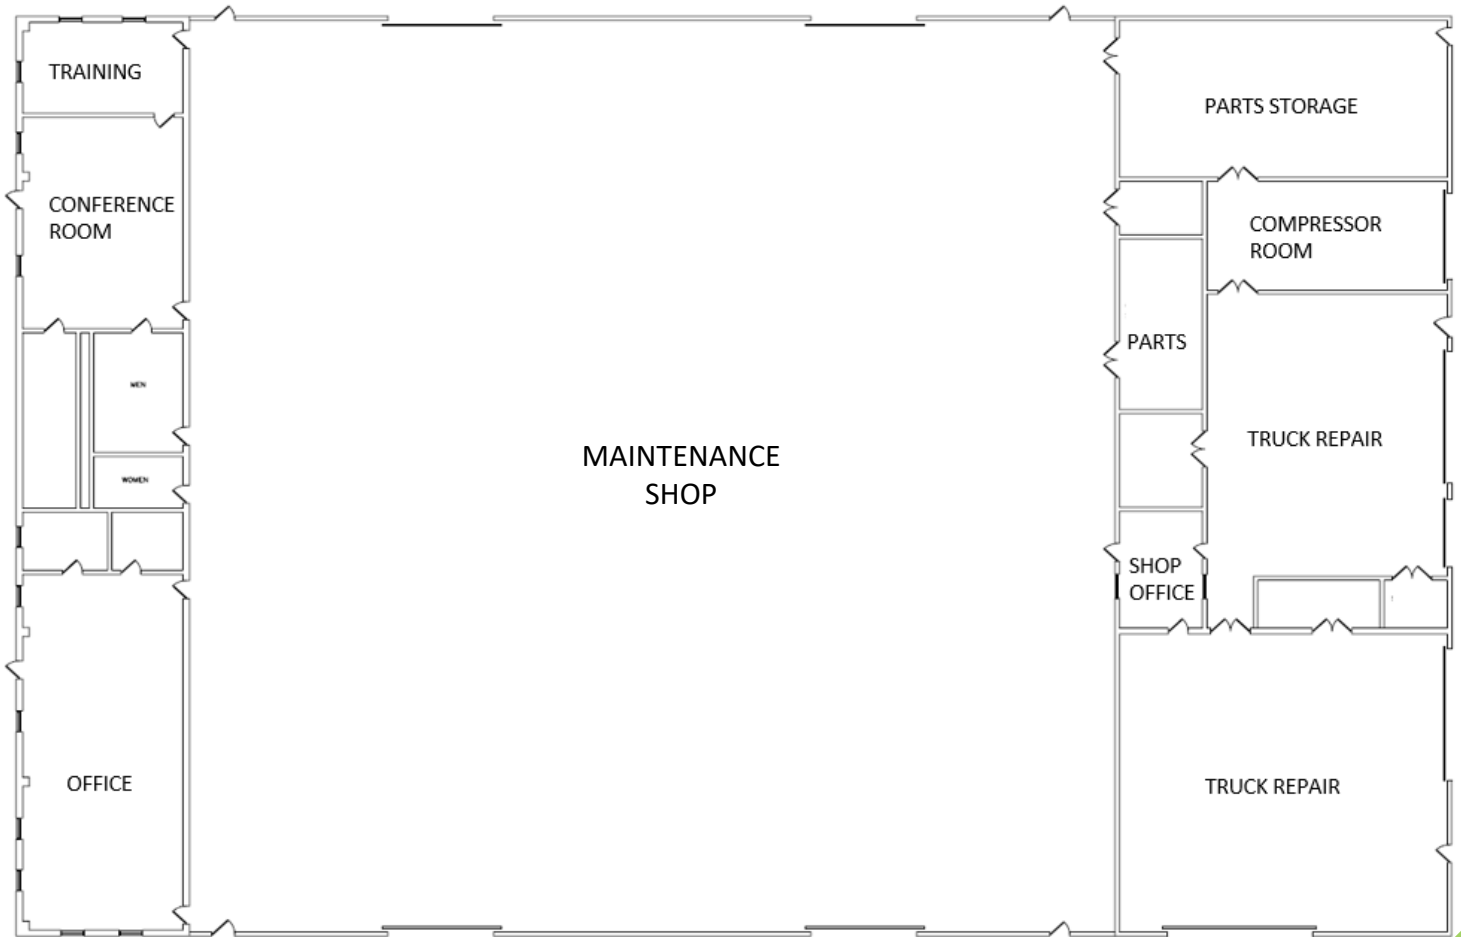 TRAINING
PARTS STORAGE
CONFERENCE
ROOM
COMPRESSOR
ROOM
PARTS
MEN
TRUCK REPAIR
MAINTENANCE
SHOP
WOMEN
SHOP
OFFICE
OFFICE
TRUCK REPAIR